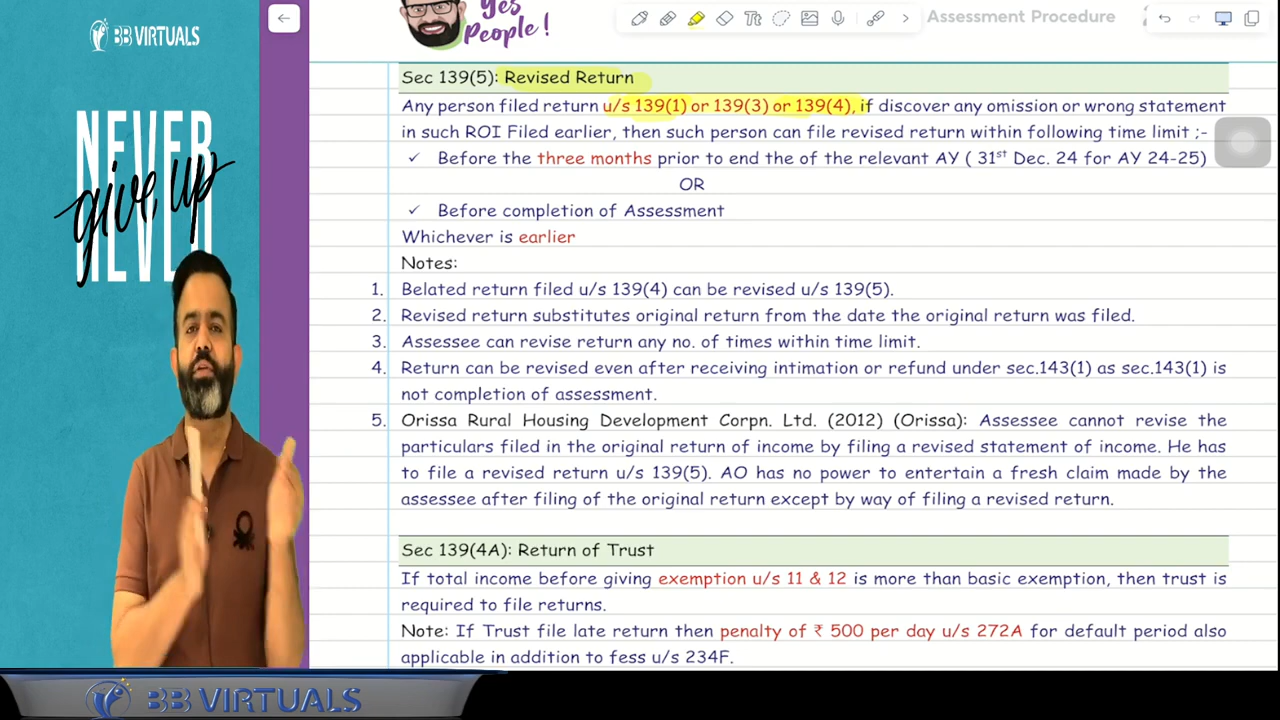 BB VIRTUALS
NEVER
give up
NEVER
Yes
People !
Tt
Assessment Procedure
Sec 139(5): Revised Return
Any person filed return u/s 139(1) or 139(3) or 139(4), if discover any omission or wrong statement
in such ROI Filed earlier, then such person can file revised return within following time limit ;-
✓ Before the three months prior to end the of the relevant AY ( 31st Dec. 24 for AY 24-25)
OR
✓ Before completion of Assessment
Whichever is earlier
Notes:
1. Belated return filed u/s 139(4) can be revised u/s 139(5).
2. Revised return substitutes original return from the date the original return was filed.
3. Assessee can revise return any no. of times within time limit.
4. Return can be revised even after receiving intimation or refund under sec.143(1) as sec.143(1) is
not completion of assessment.
5. Orissa Rural Housing Development Corpn. Ltd. (2012) (Orissa): Assessee cannot revise the
particulars filed in the original return of income by filing a revised statement of income. He has
to file a revised return u/s 139(5). AO has no power to entertain a fresh claim made by the
assessee after filing of the original return except by way of filing a revised return.
Sec 139(4A): Return of Trust
If total income before giving exemption u/s 11 & 12 is more than basic exemption, then trust is
required to file returns.
Note: If Trust file late return then penalty of ₹ 500 per day u/s 272A for default period also
applicable in addition to fess u/s 234F.
BB VIRTUALS